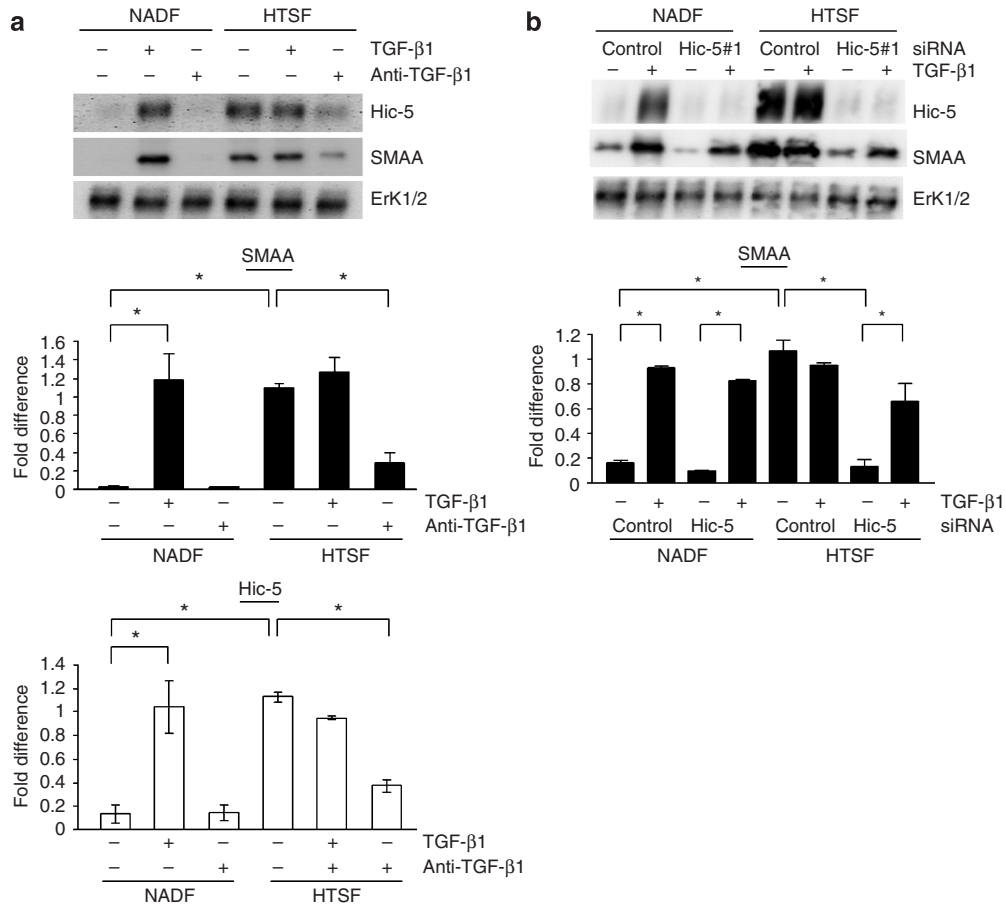 a
NADF HTSF
– + – – + – TGF-β1
– – + – – + Anti-TGF-β1
Hic-5
SMAA
ErK1/2
SMAA
* *
*
Fold difference
1.6
1.4
1.2
1
0.8
0.6
0.4
0.2
0
– + – – + – TGF-β1
– – + – – + Anti-TGF-β1
NADF HTSF
Hic-5
* *
*
Fold difference
1.4
1.2
1
0.8
0.6
0.4
0.2
0
– + – – + – TGF-β1
– – + – + + Anti-TGF-β1
NADF HTSF
b
NADF HTSF
Control Hic-5#1 Control Hic-5#1 siRNA
– + – + – + – + TGF-β1
Hic-5
SMAA
ErK1/2
SMAA
* *
* * *
Fold difference
1.2
1
0.8
0.6
0.4
0.2
0
– + – + – + – + TGF-β1
Control Hic-5 Control Hic-5 siRNA
NADF HTSF